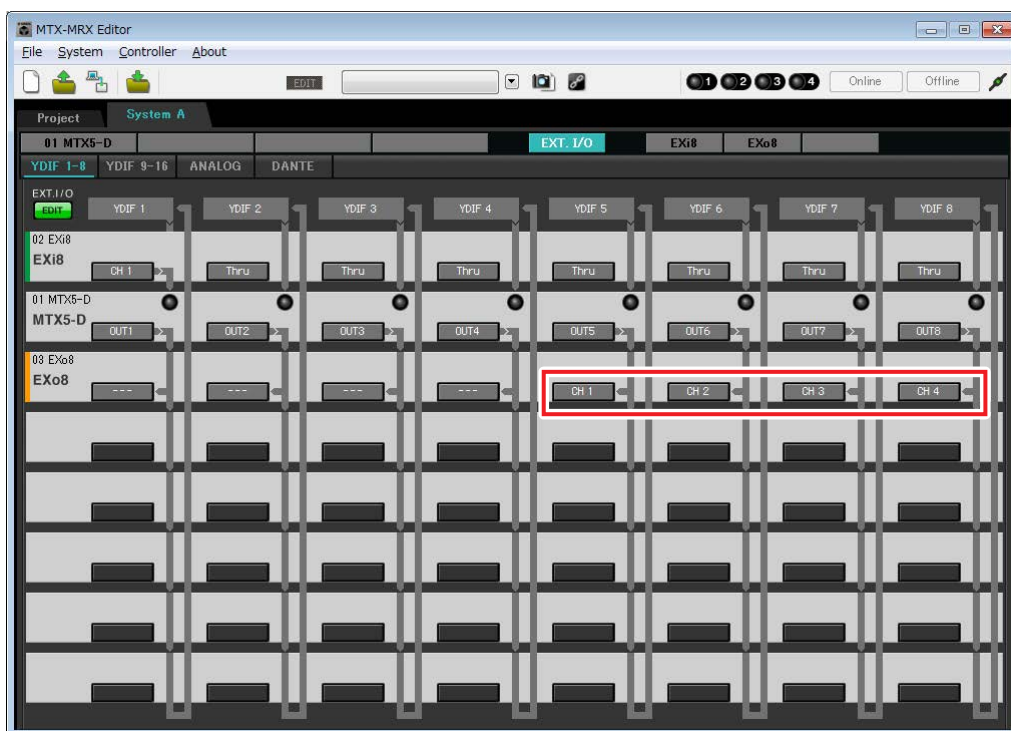 MTX-MRX Editor
File System Controller About
EDIT 1 2 3 4 Online Offline
Project System A
01 MTX5-D EXT. I/O EXi8 EXo8
YDIF 1-8 YDIF 9-16 ANALOG DANTE
EXT.I/O
EDIT YDIF 1 YDIF 2 YDIF 3 YDIF 4 YDIF 5 YDIF 6 YDIF 7 YDIF 8
02 EXi8
EXi8
CH 1 Thru Thru Thru Thru Thru Thru Thru
01 MTX5-D
MTX5-D
OUT1 OUT2 OUT3 OUT4 OUT5 OUT6 OUT7 OUT8
03 EXo8
EXo8
--- --- --- --- CH 1 CH 2 CH 3 CH 4